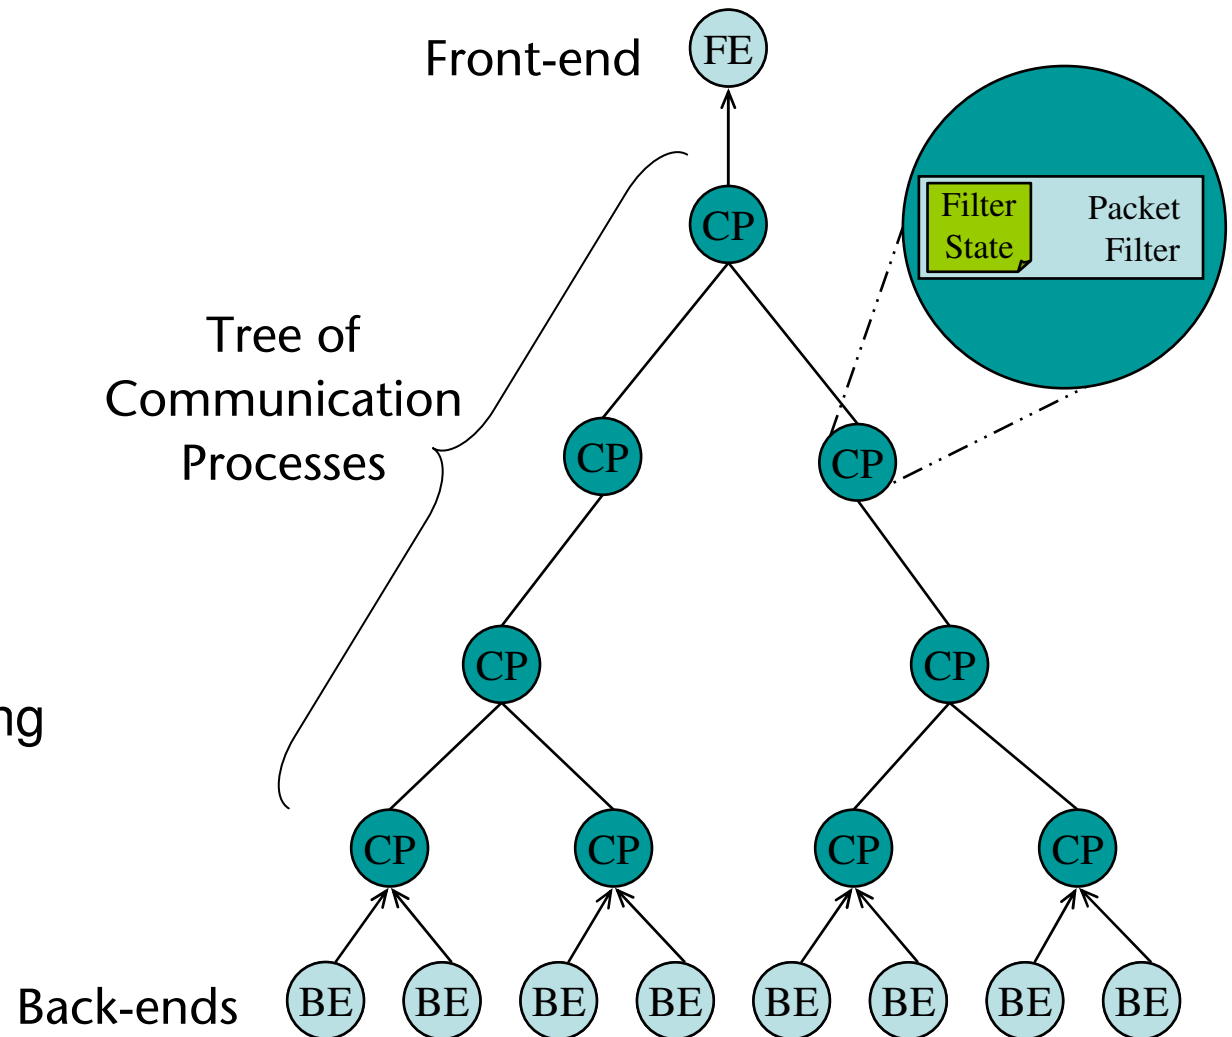 Front-end
FE
CP
Filter
State
Packet
Filter
Tree of
Communication
Processes
CP
CP
CP
CP
ng
CP
CP
CP
CP
Back-ends
BE
BE
BE
BE
BE
BE
BE
BE